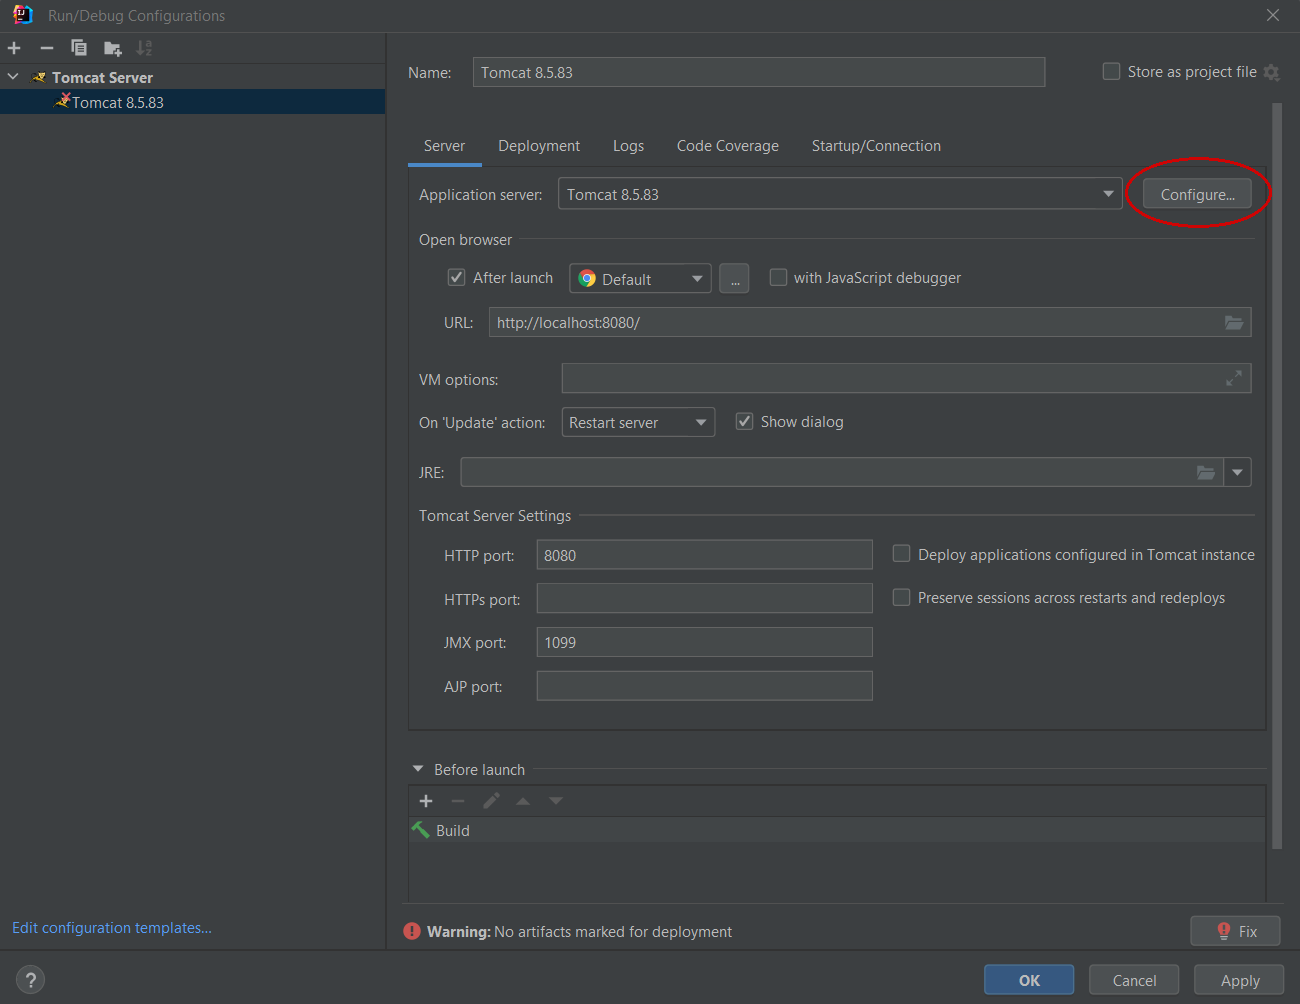 Run/Debug Configurations
Tomcat Server
Tomcat 8.5.83
Name: Tomcat 8.5.83 Store as project file
Server Deployment Logs Code Coverage Startup/Connection
Application server: Tomcat 8.5.83 Configure...
Open browser
After launch Default ... with JavaScript debugger
URL: http://localhost:8080/
VM options:
On 'Update' action: Restart server Show dialog
JRE:
Tomcat Server Settings
HTTP port: 8080 Deploy applications configured in Tomcat instance
HTTPs port: Preserve sessions across restarts and redeploys
JMX port: 1099
AJP port:
Before launch
Build
Edit configuration templates...
Warning: No artifacts marked for deployment Fix
? OK Cancel Apply